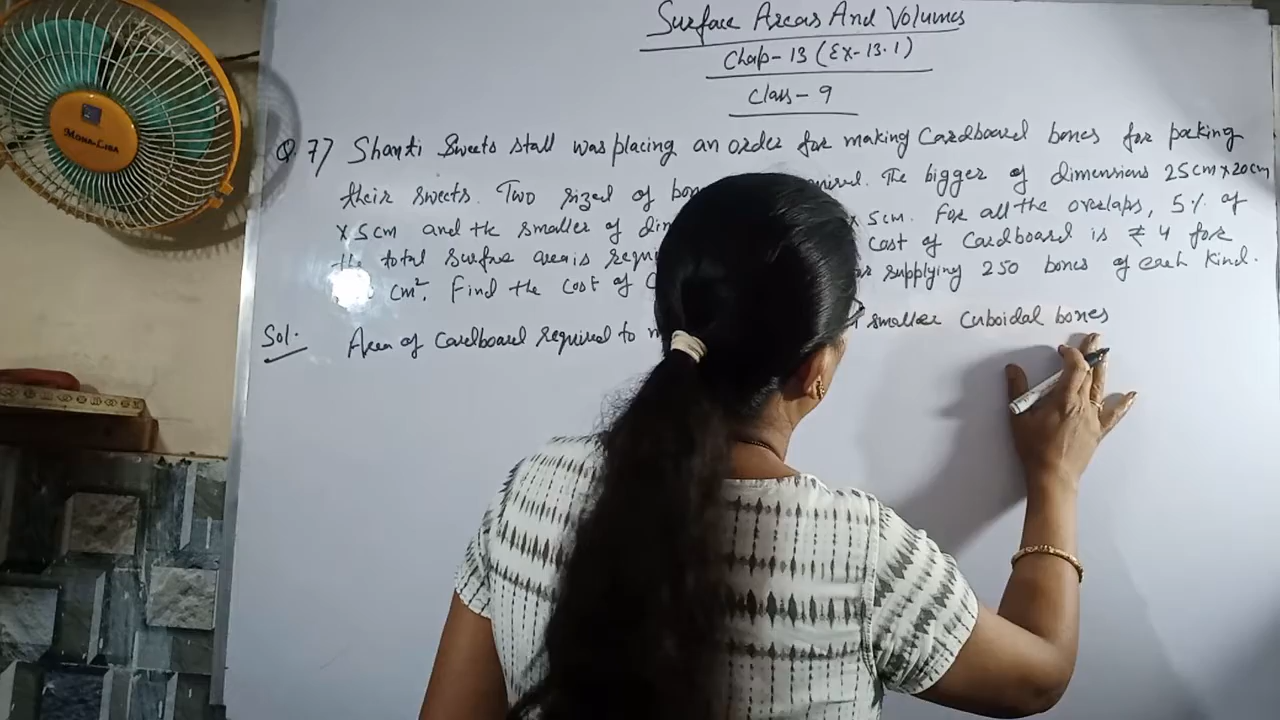 MONA-LISA
Surface Areas And Volumes
Chap-13 (Ex-13.1)
Class-9
Q.7) Shanti Sweets stall was placing an order for making Cardboard boxes for packing
their sweets. Two sized of The bigger of dimensions 25cm×20cm
×5cm and the smaller of ×5cm. For all the overlaps, 5% of
the total surface area is cost of Cardboard is ₹4 for
cm². Find the cost of supplying 250 boxes of each kind.
Sol. Area of Cardboard required to smaller Cuboidal boxes